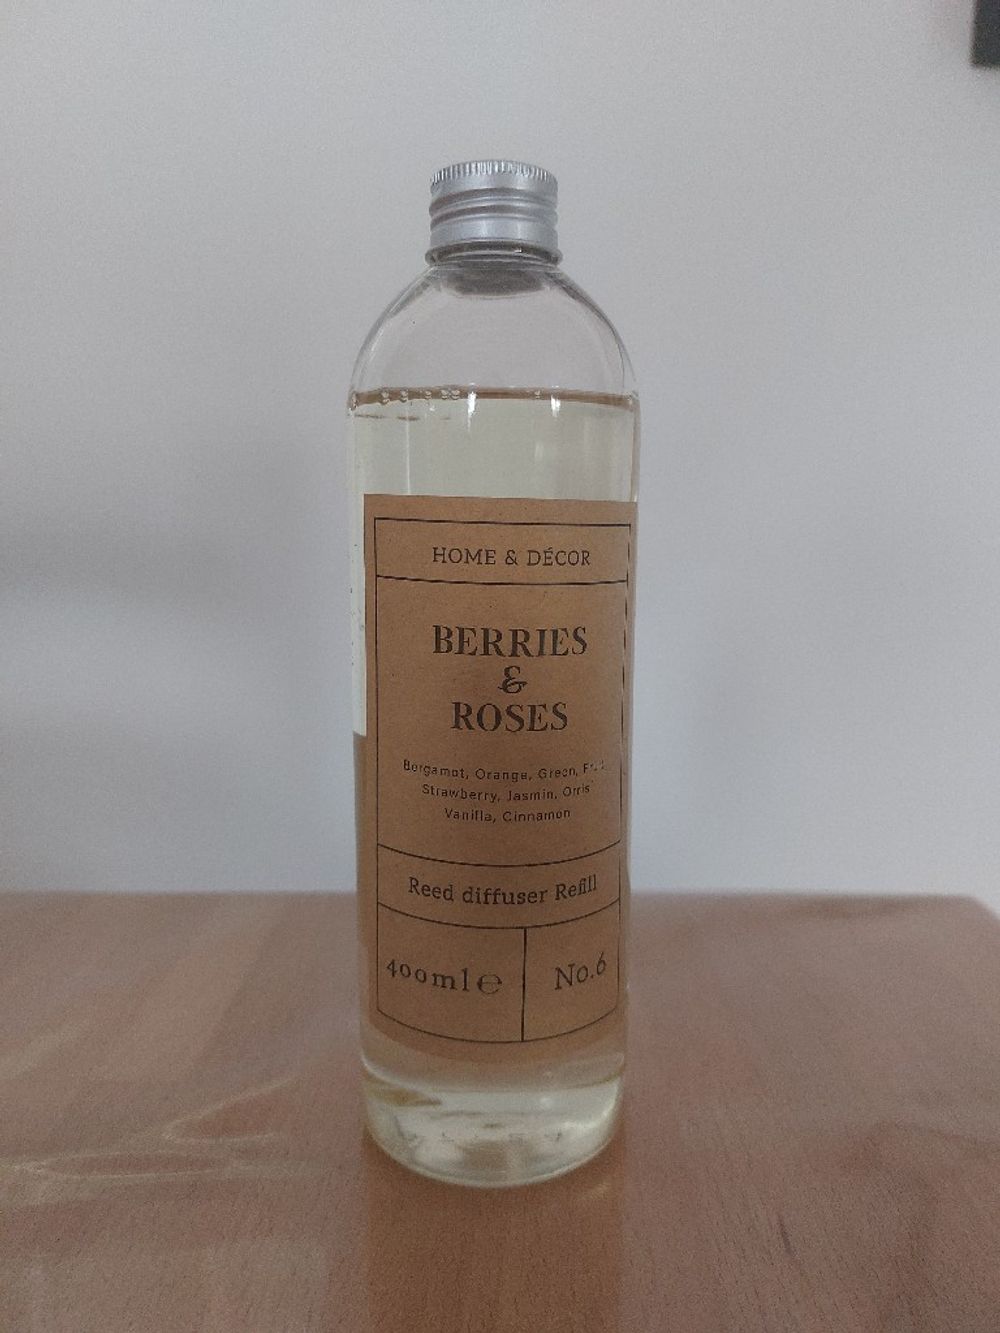 HOME & DÉCOR
BERRIES
&
ROSES
Bergamot, Orange, Green,
Strawberry, Jasmin, Orris
Vanilla, Cinnamon
Reed diffuser Refill
400ml℮
No.6